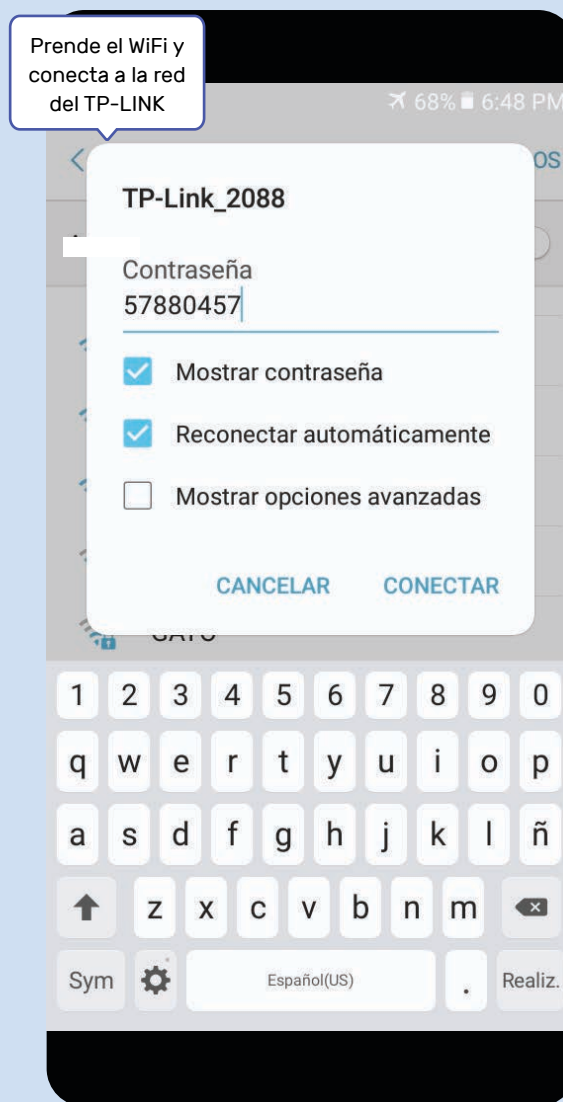 Prende el WiFi y
conecta a la red
del TP-LINK
68% 6:48 PM
OS
TP-Link_2088
Contraseña
57880457
Mostrar contraseña
Reconectar automáticamente
Mostrar opciones avanzadas
CANCELAR CONECTAR
1 2 3 4 5 6 7 8 9 0
q w e r t y u i o p
a s d f g h j k l ñ
z x c v b n m
Sym Español(US) . Realiz.